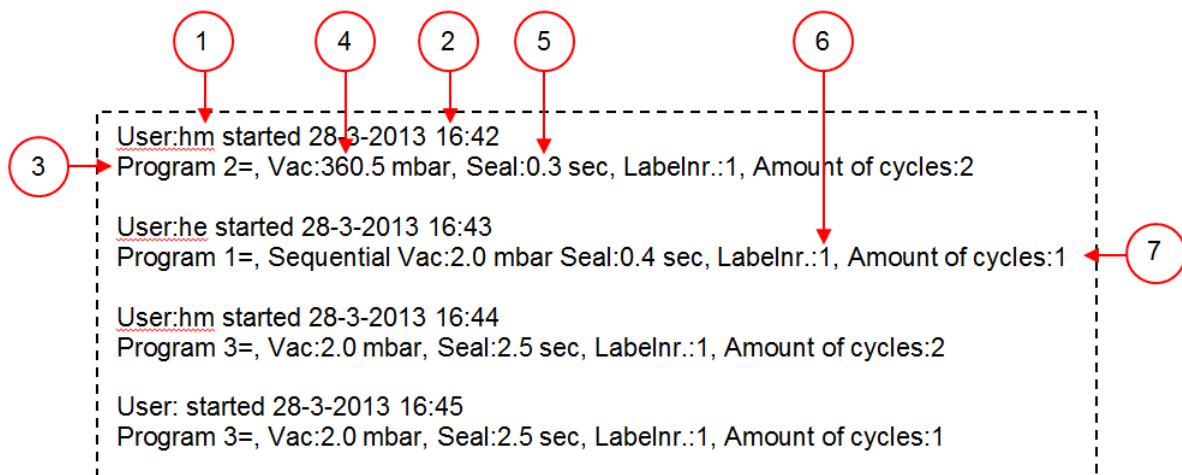 1 4 2 5 6
User:hm started 28-3-2013 16:42
3 Program 2=, Vac:360.5 mbar, Seal:0.3 sec, Labelnr.:1, Amount of cycles:2
User:he started 28-3-2013 16:43
Program 1=, Sequential Vac:2.0 mbar Seal:0.4 sec, Labelnr.:1, Amount of cycles:1 7
User:hm started 28-3-2013 16:44
Program 3=, Vac:2.0 mbar, Seal:2.5 sec, Labelnr.:1, Amount of cycles:2
User: started 28-3-2013 16:45
Program 3=, Vac:2.0 mbar, Seal:2.5 sec, Labelnr.:1, Amount of cycles:1